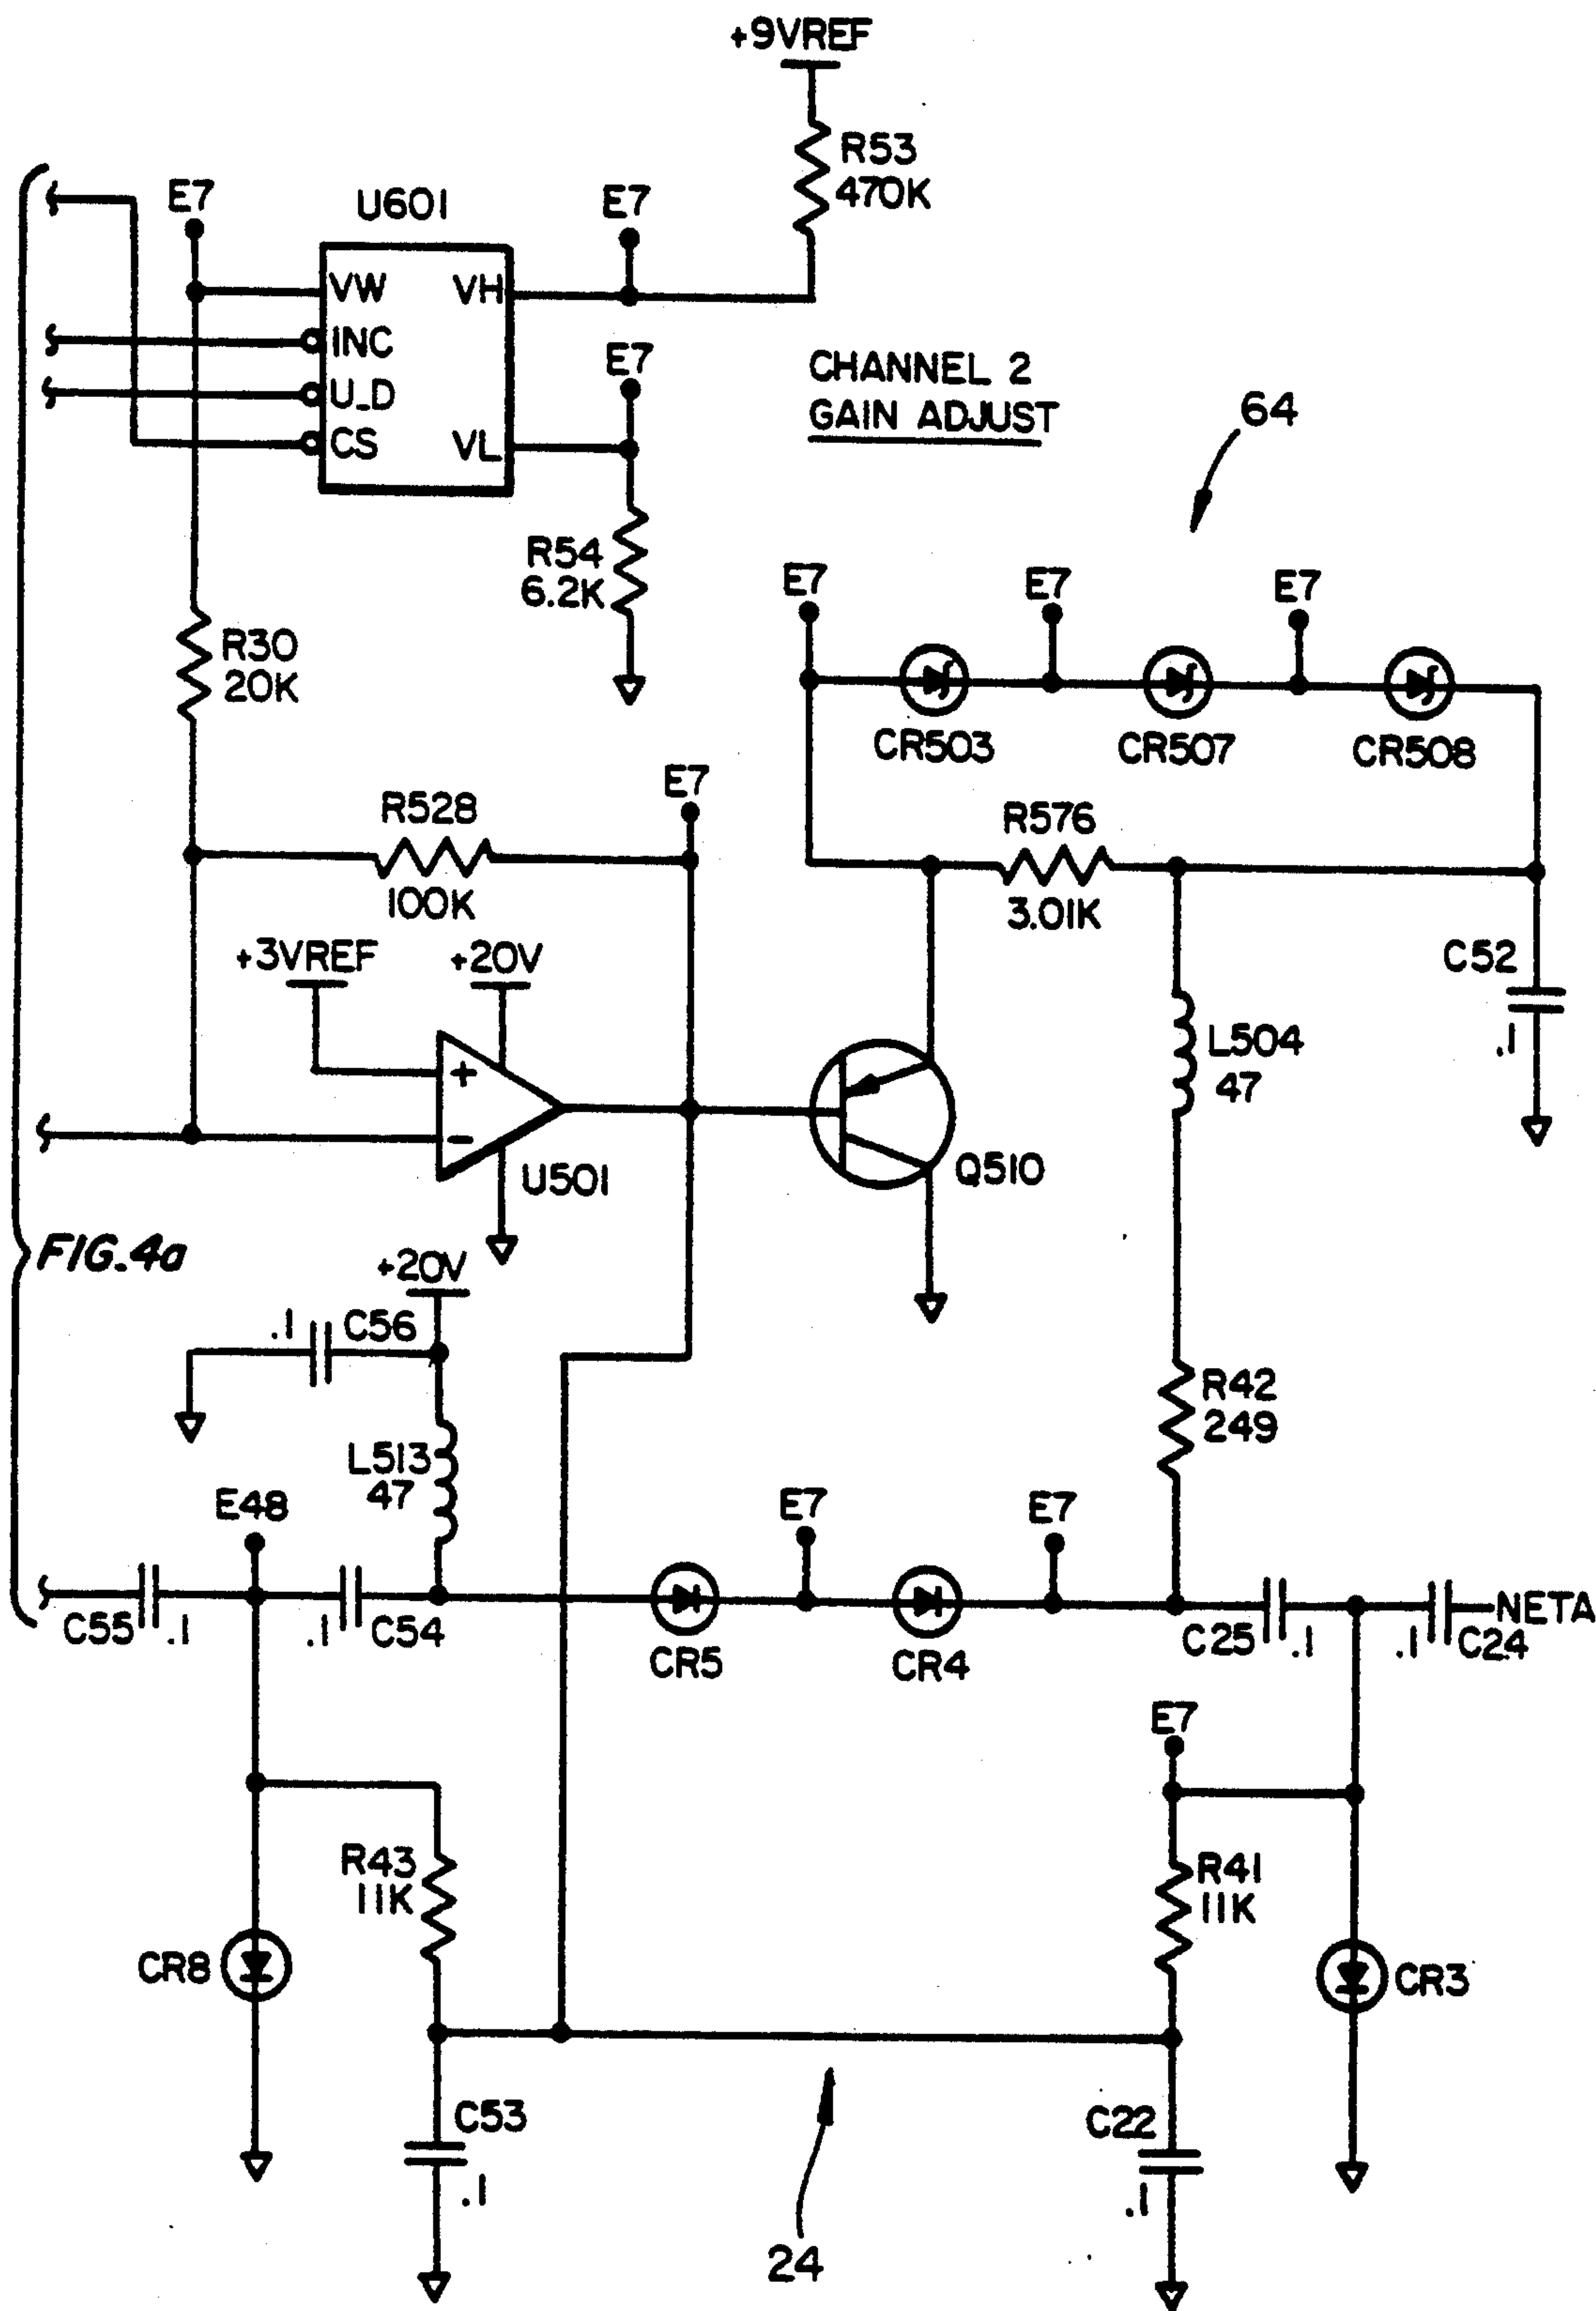 +9VREF
R53
470K
E7
U601
E7
VW
VH
INC
U_D
CS
VL
E7
CHANNEL 2
GAIN ADJUST
64
R54
6.2K
E7
E7
E7
R30
20K
CR503
CR507
CR508
E7
R528
100K
R576
3.01K
+3VREF
+20V
C52
.1
L504
47
+
-
U501
Q510
FIG.4a
+20V
.1
C56
R42
249
L513
47
E48
E7
E7
C55
.1
.1
C54
CR5
CR4
C25
.1
.1
C24
NETA
E7
R43
11K
R41
11K
CR8
CR3
C53
.1
C22
.1
24